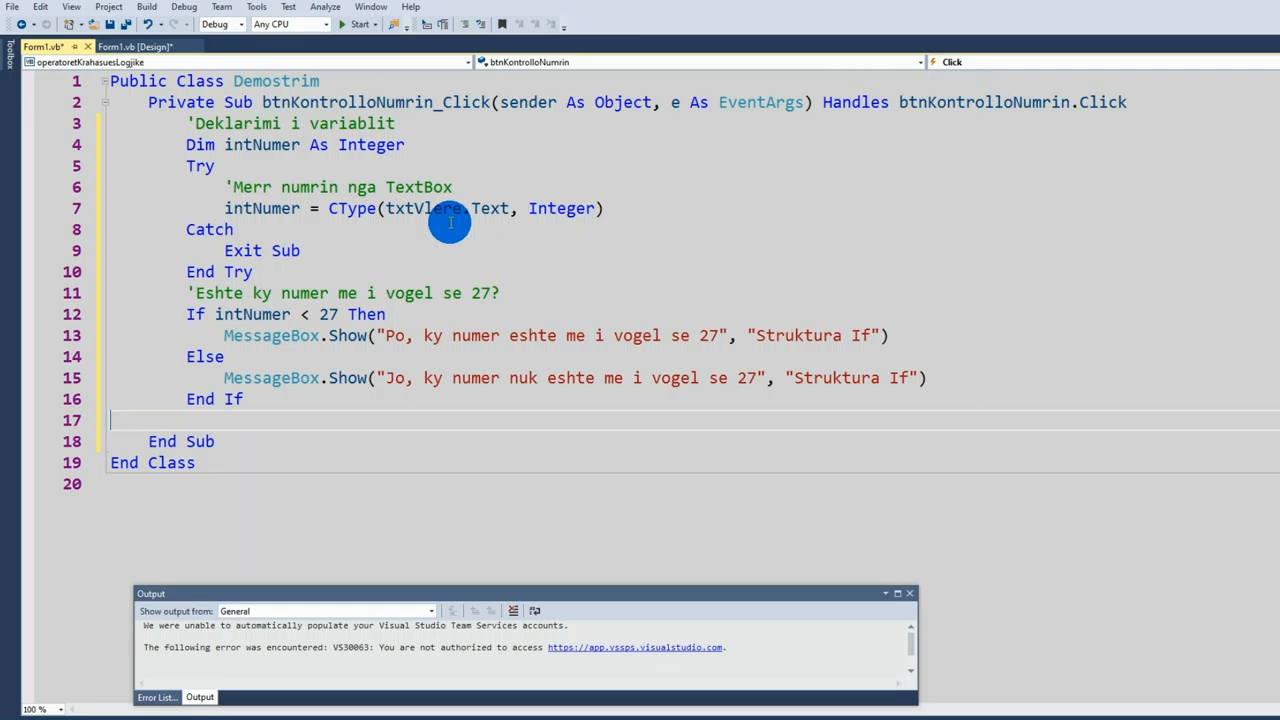 File Edit View Project Build Debug Team Tools Test Analyze Window Help
Debug Any CPU Start
Toolbox
Form1.vb* Form1.vb [Design]*
operatoretKrahasuesLogjike btnKontrolloNumrin Click
1 Public Class Demostrim
2 Private Sub btnKontrolloNumrin_Click(sender As Object, e As EventArgs) Handles btnKontrolloNumrin.Click
3 'Deklarimi i variablit
4 Dim intNumer As Integer
5 Try
6 'Merr numrin nga TextBox
7 intNumer = CType(txtVlere.Text, Integer)
8 Catch
9 Exit Sub
10 End Try
11 'Eshte ky numer me i vogel se 27?
12 If intNumer < 27 Then
13 MessageBox.Show("Po, ky numer eshte me i vogel se 27", "Struktura If")
14 Else
15 MessageBox.Show("Jo, ky numer nuk eshte me i vogel se 27", "Struktura If")
16 End If
17
18 End Sub
19 End Class
20
Output
Show output from: General
We were unable to automatically populate your Visual Studio Team Services accounts.
The following error was encountered: VS30063: You are not authorized to access https://app.vssps.visualstudio.com.
Error List... Output
100 %